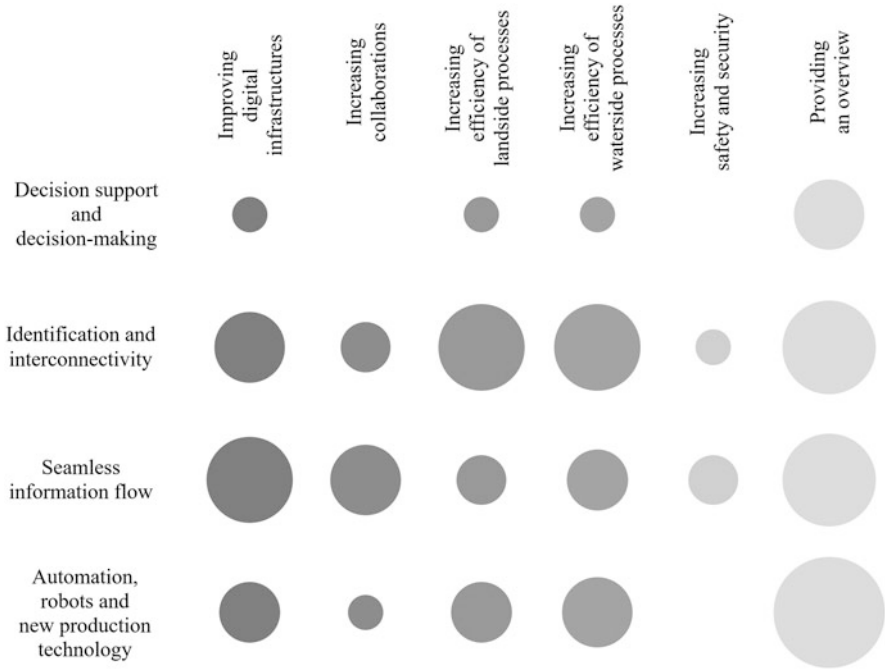 Improving
digital
infrastructures
Increasing
collaborations
Increasing
efficiency of
landside processes
Increasing
efficiency of
waterside processes
Increasing
safety and security
Providing
an overview
Decision support
and
decision-making
Identification and
interconnectivity
Seamless
information flow
Automation,
robots and
new production
technology